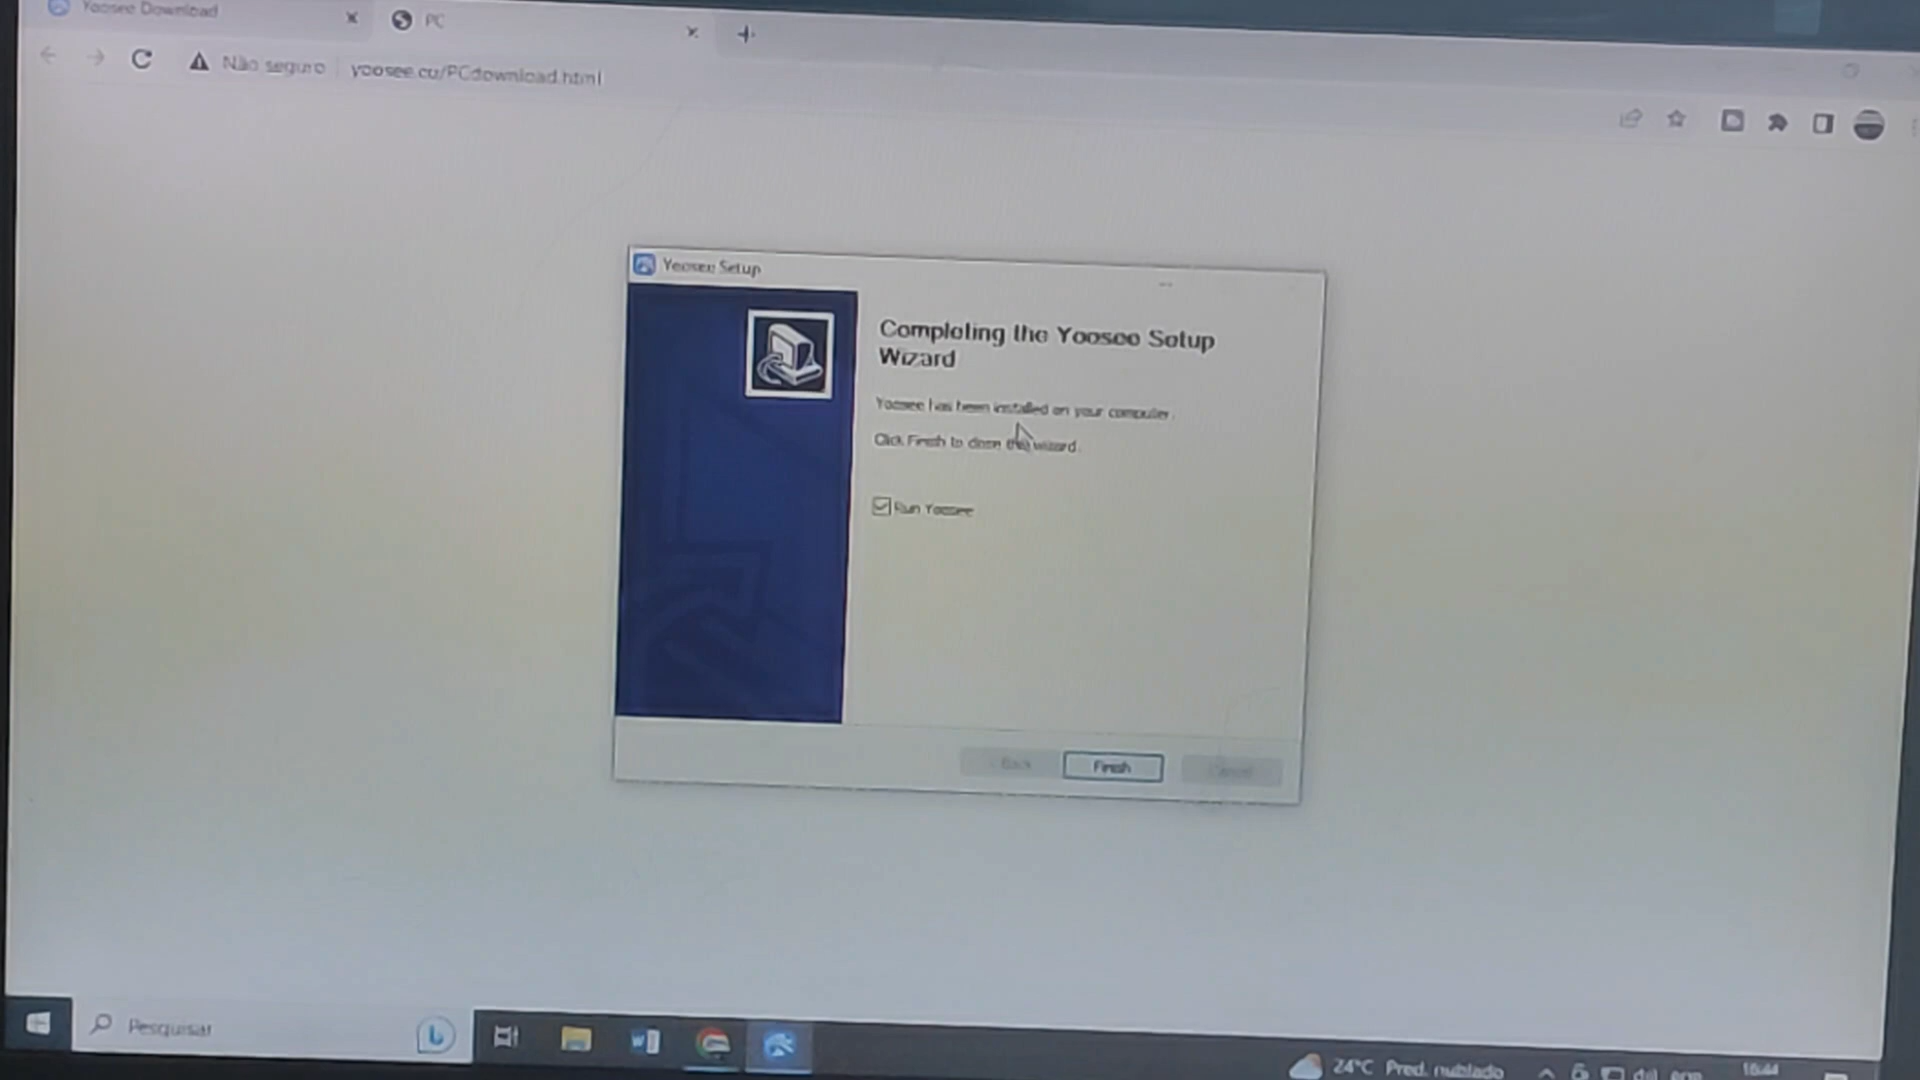 Yoosee Download
PC
Não seguro
yoosee.co/PCdownload.html
Yoosee Setup
Completing the Yoosee Setup
Wizard
Yoosee has been installed on your computer.
Click Finish to close this wizard.
Run Yoosee
< Back
Finish
Cancel
Pesquisar
24°C Pred. nublado
16:44